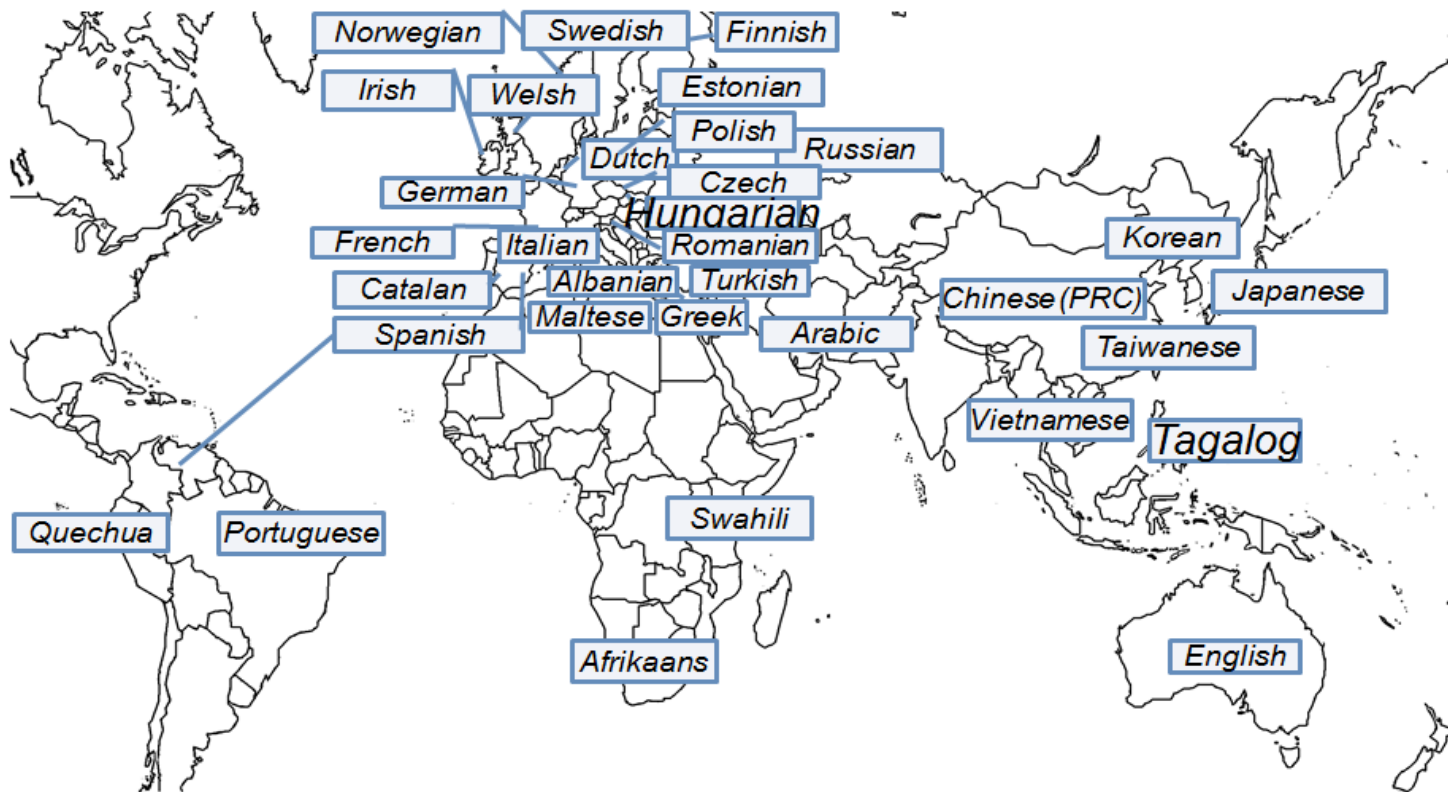 Norwegian
Swedish
Finnish
Irish
Welsh
Estonian
Polish
Dutch
Russian
German
Czech
Hungarian
French
Italian
Romanian
Korean
Catalan
Albanian
Turkish
Chinese (PRC)
Japanese
Spanish
Maltese
Greek
Arabic
Taiwanese
Vietnamese
Tagalog
Quechua
Portuguese
Swahili
Afrikaans
English